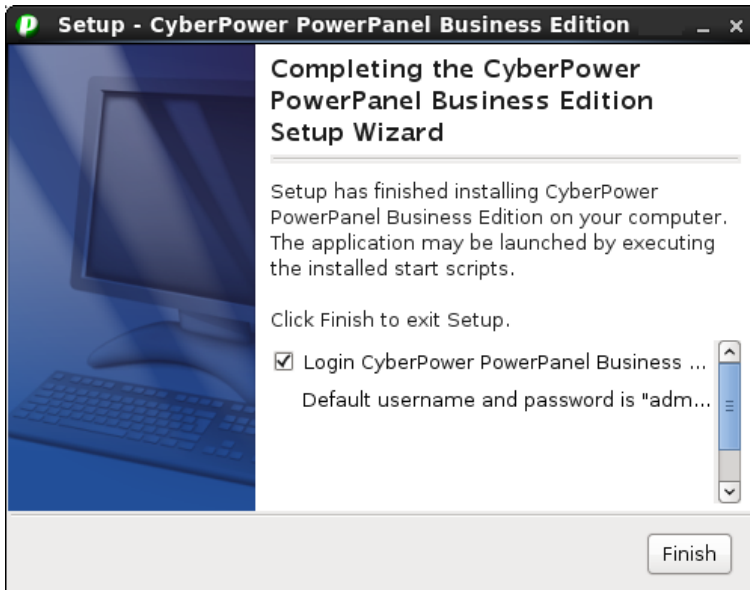 Setup - CyberPower PowerPanel Business Edition
Completing the CyberPower
PowerPanel Business Edition
Setup Wizard
Setup has finished installing CyberPower
PowerPanel Business Edition on your computer.
The application may be launched by executing
the installed start scripts.
Click Finish to exit Setup.
Login CyberPower PowerPanel Business ...
Default username and password is "adm...
Finish